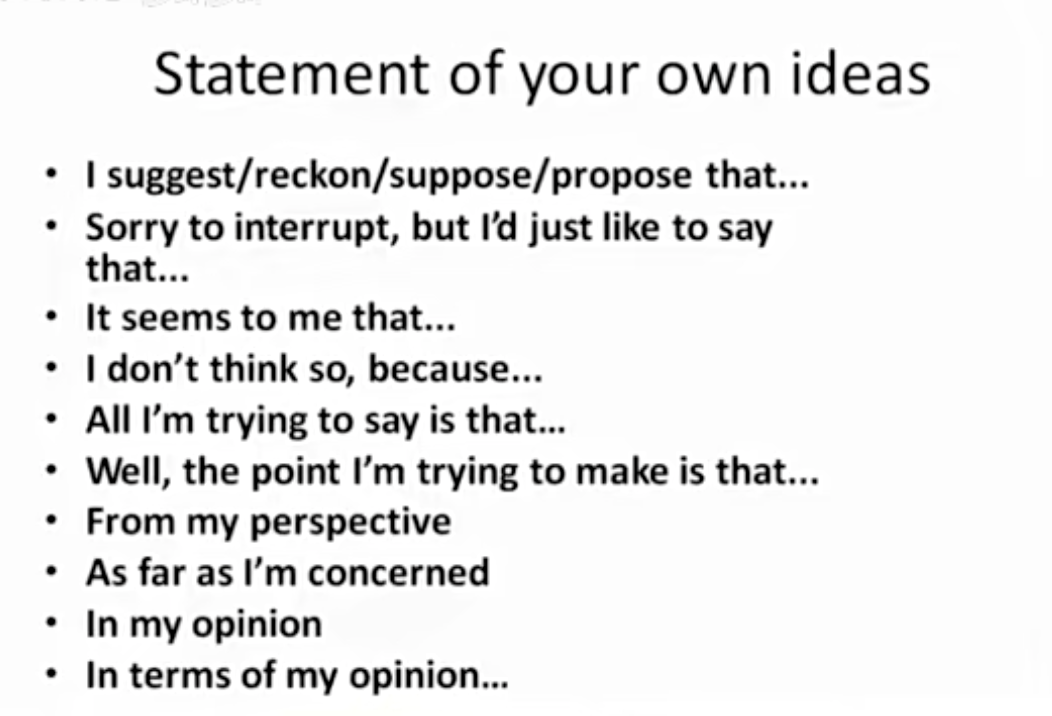 Statement of your own ideas
• I suggest/reckon/suppose/propose that...
• Sorry to interrupt, but I'd just like to say
that...
• It seems to me that...
• I don't think so, because...
• All I'm trying to say is that...
• Well, the point I'm trying to make is that...
• From my perspective
• As far as I'm concerned
• In my opinion
• In terms of my opinion...